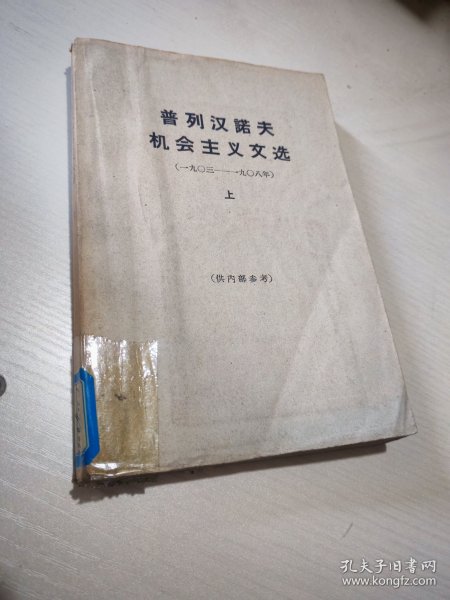 普列汉諾夫
机会主义文选
(一九〇三——一九〇八年)
上
(供内部参考)
孔夫子旧书网
www.kongfz.com